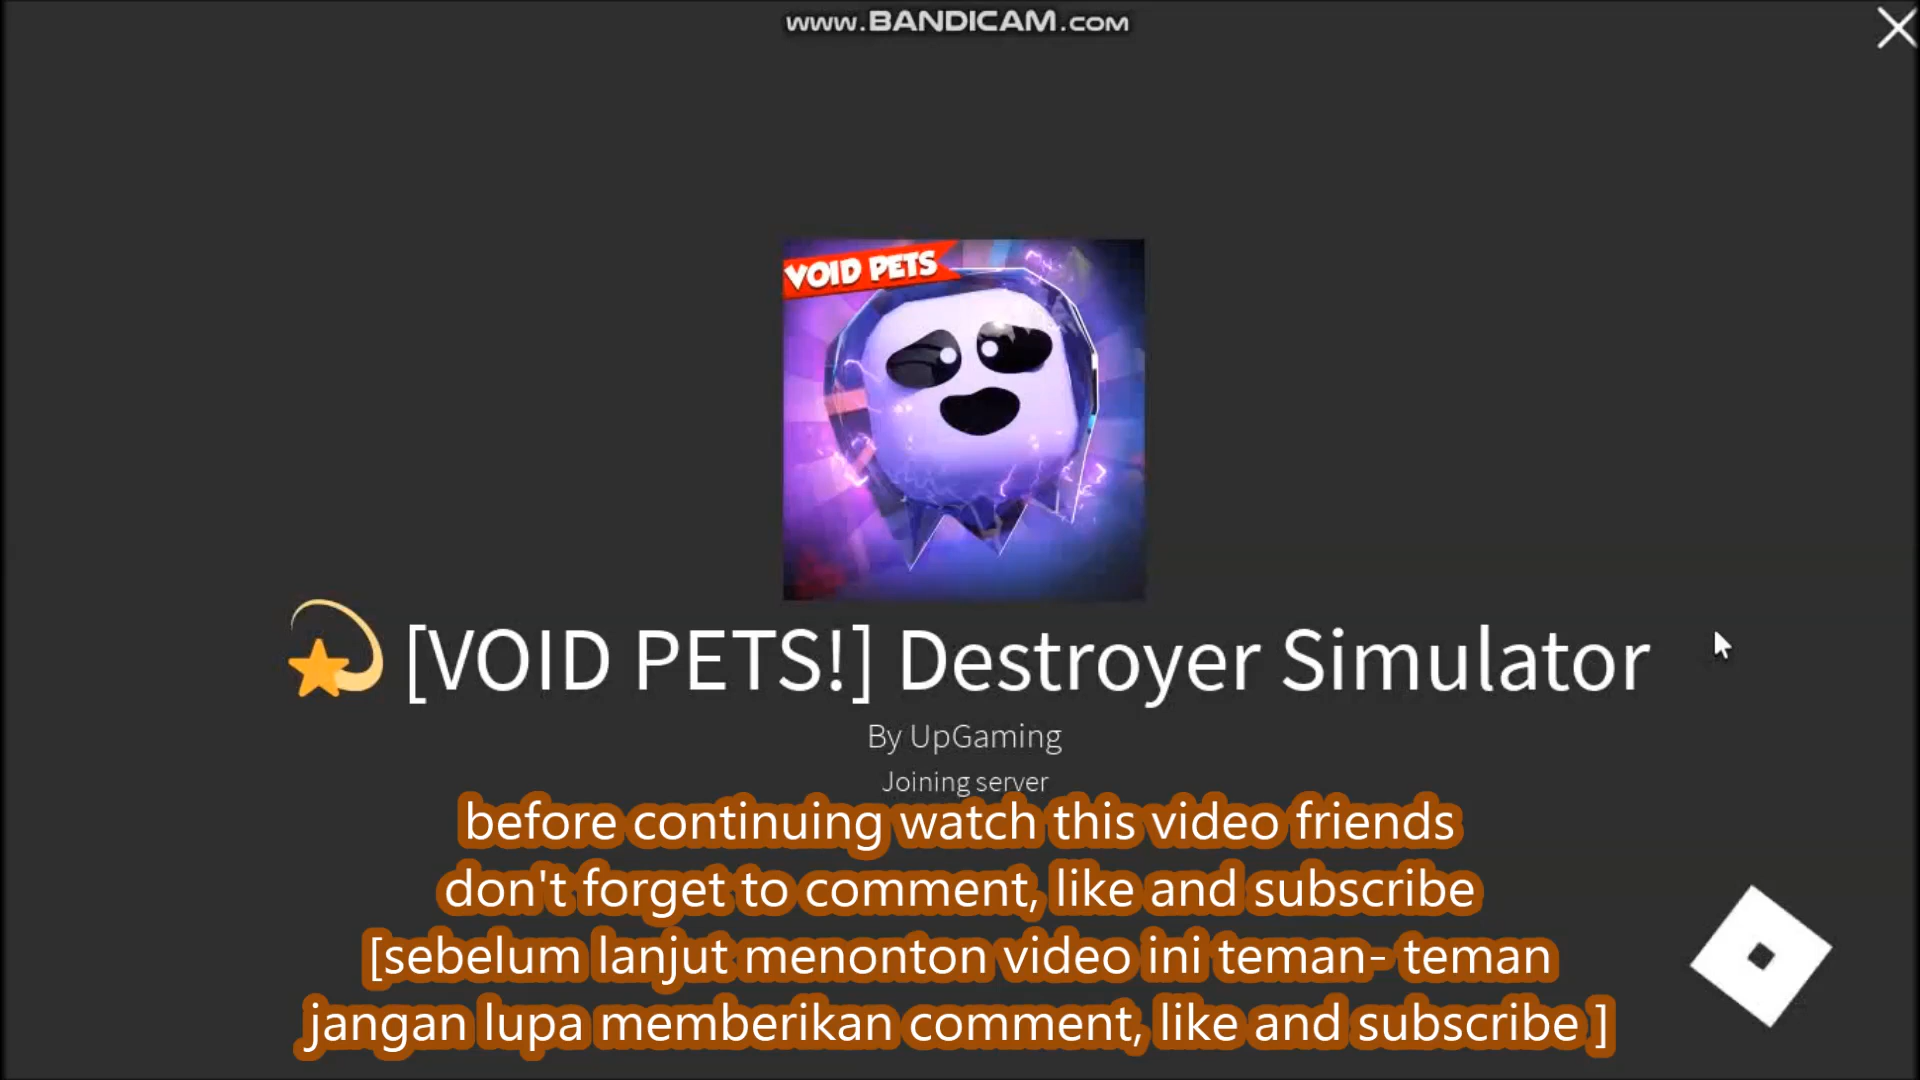 www.BANDICAM.com
VOID PETS
[VOID PETS!] Destroyer Simulator
By UpGaming
Joining server
before continuing watch this video friends
don't forget to comment, like and subscribe
[sebelum lanjut menonton video ini teman- teman
jangan lupa memberikan comment, like and subscribe ]